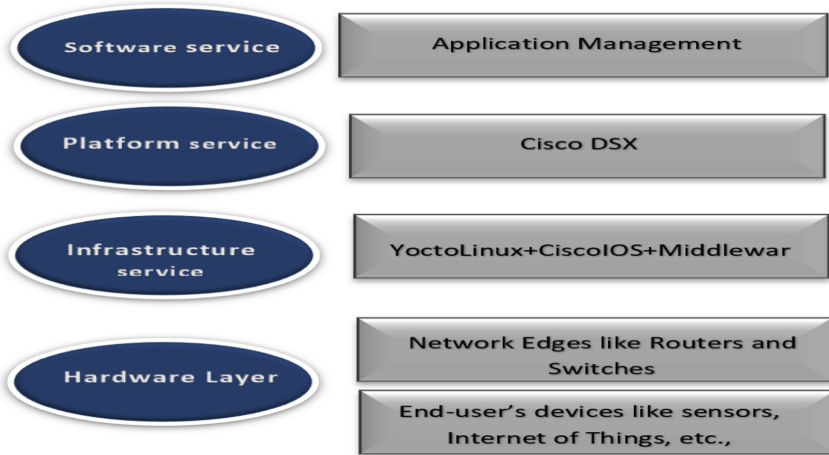 Software service
Application Management
Platform service
Cisco DSX
Infrastructure
service
YoctoLinux+CiscoIOS+Middlewar
Hardware Layer
Network Edges like Routers and
Switches
End-user’s devices like sensors,
Internet of Things, etc.,